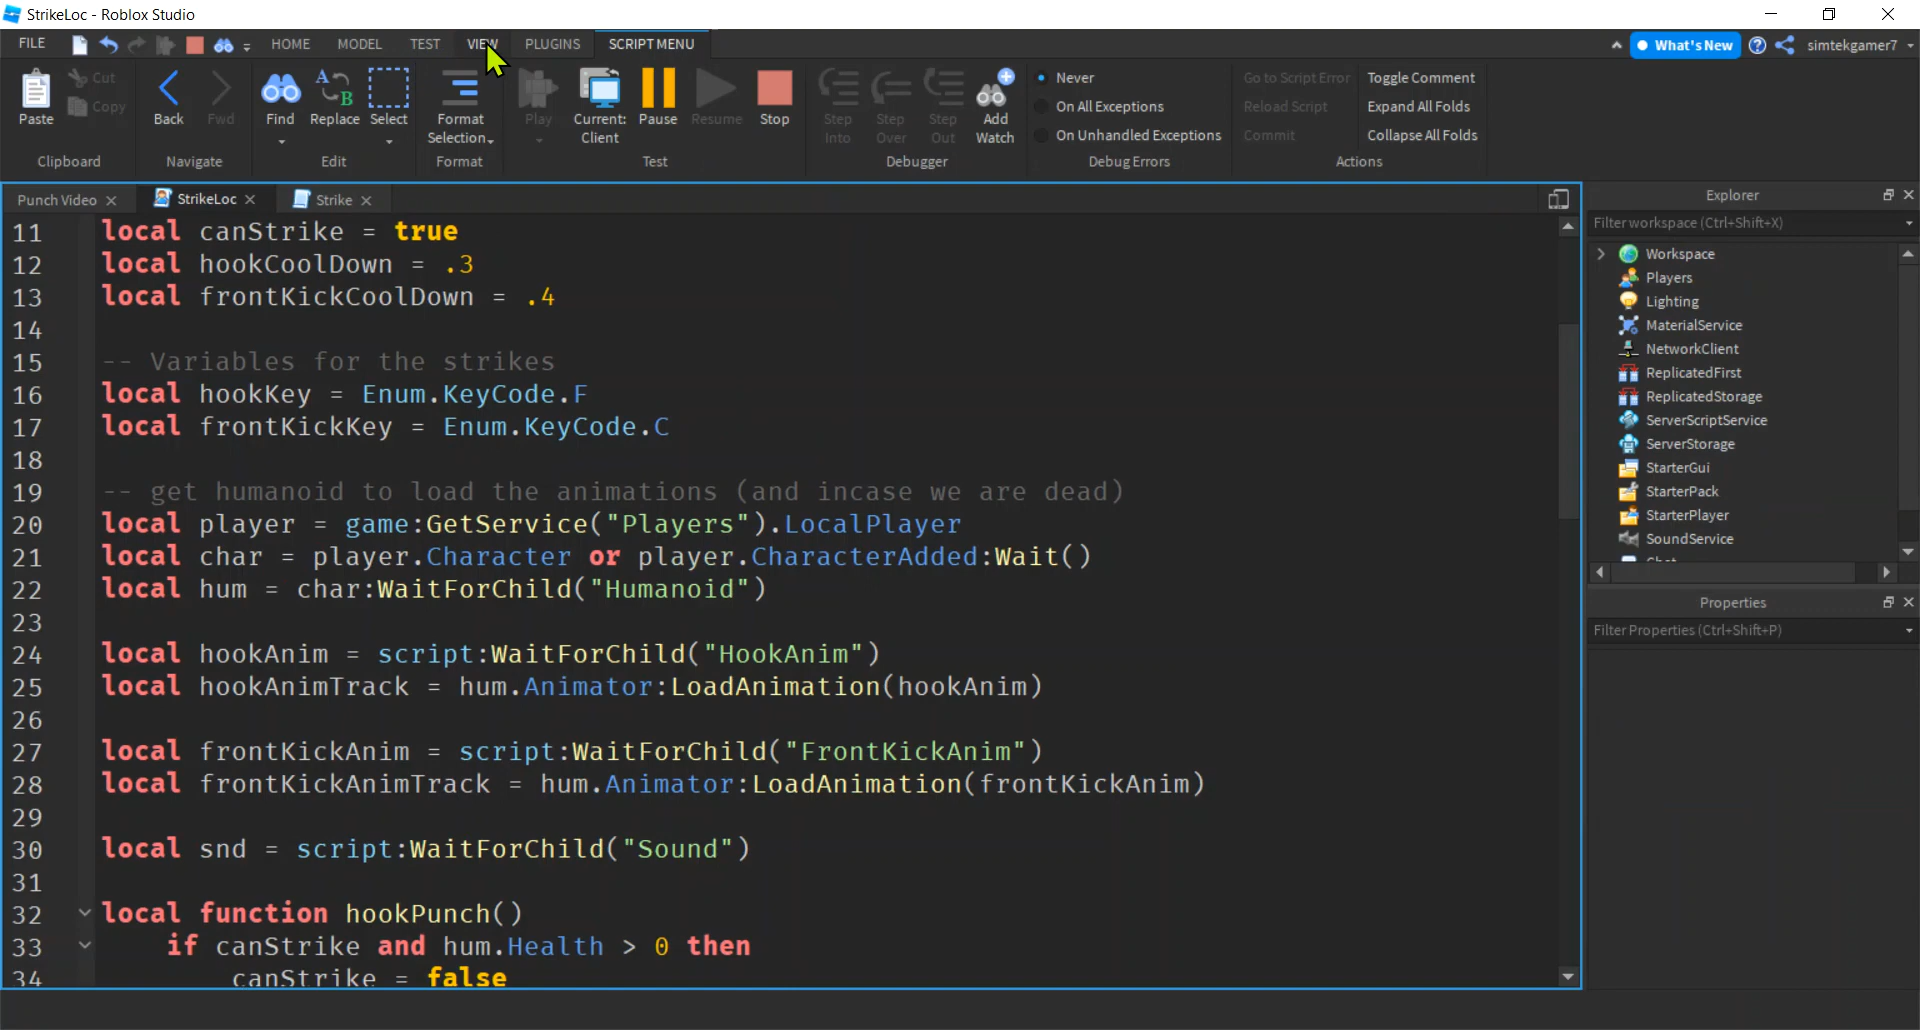 StrikeLoc - Roblox Studio
FILE HOME MODEL TEST VIEW PLUGINS SCRIPT MENU What's New simtekgamer7
Paste Cut Copy
Clipboard
Back Fwd
Navigate
Find Replace Select
Edit
Format Selection
Format
Play Current: Client Pause Resume Stop
Test
Step Into Step Over Step Out Add Watch
Debugger
Never
On All Exceptions
On Unhandled Exceptions
Debug Errors
Go to Script Error Toggle Comment
Reload Script Expand All Folds
Commit Collapse All Folds
Actions
Punch Video StrikeLoc Strike
11 local canStrike = true
12 local hookCoolDown = .3
13 local frontKickCoolDown = .4
14
15 -- Variables for the strikes
16 local hookKey = Enum.KeyCode.F
17 local frontKickKey = Enum.KeyCode.C
18
19 -- get humanoid to load the animations (and incase we are dead)
20 local player = game:GetService("Players").LocalPlayer
21 local char = player.Character or player.CharacterAdded:Wait()
22 local hum = char:WaitForChild("Humanoid")
23
24 local hookAnim = script:WaitForChild("HookAnim")
25 local hookAnimTrack = hum.Animator:LoadAnimation(hookAnim)
26
27 local frontKickAnim = script:WaitForChild("FrontKickAnim")
28 local frontKickAnimTrack = hum.Animator:LoadAnimation(frontKickAnim)
29
30 local snd = script:WaitForChild("Sound")
31
32 local function hookPunch()
33 if canStrike and hum.Health > 0 then
34 canStrike = false
Explorer
Filter workspace (Ctrl+Shift+X)
Workspace
Players
Lighting
MaterialService
NetworkClient
ReplicatedFirst
ReplicatedStorage
ServerScriptService
ServerStorage
StarterGui
StarterPack
StarterPlayer
SoundService
Properties
Filter Properties (Ctrl+Shift+P)